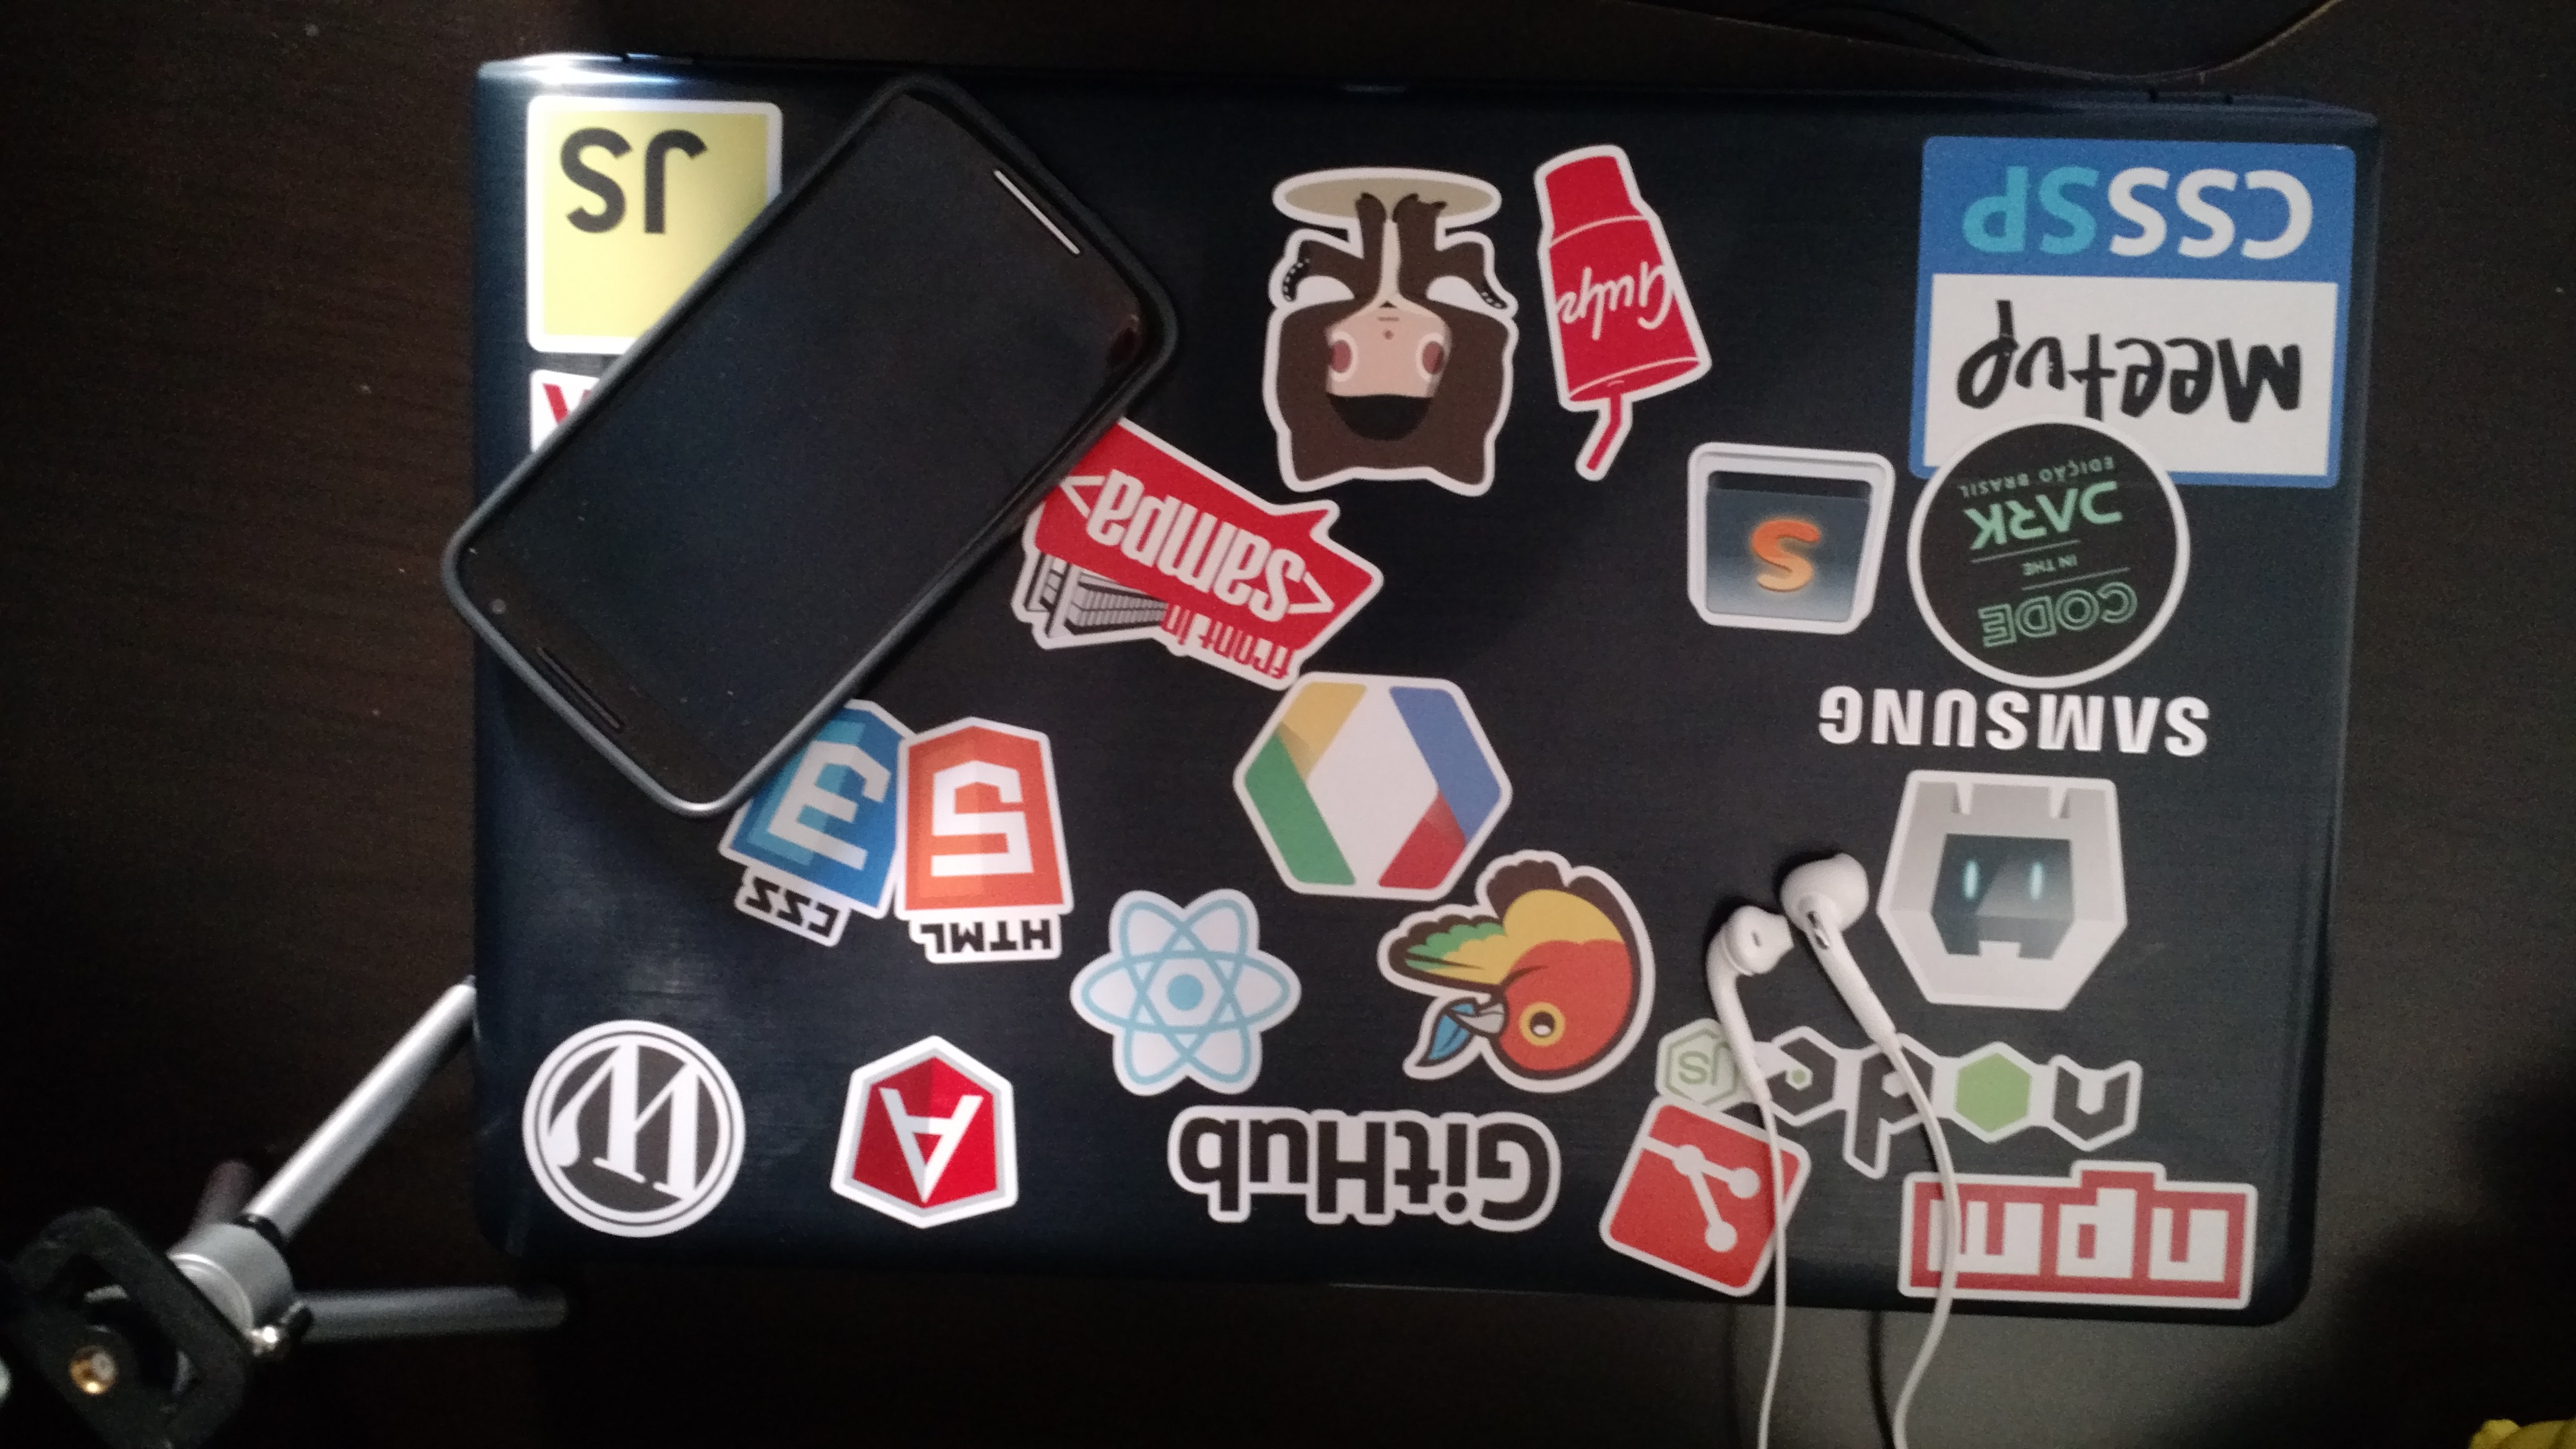 npm
node
JS
GitHub
A
W
HTML
5
CSS
3
SAMSUNG
CODE
IN THE
DARK
EDIÇÃO BRASIL
S
front in
<sampa>
Meetup
CSSSP
Gulp
JS